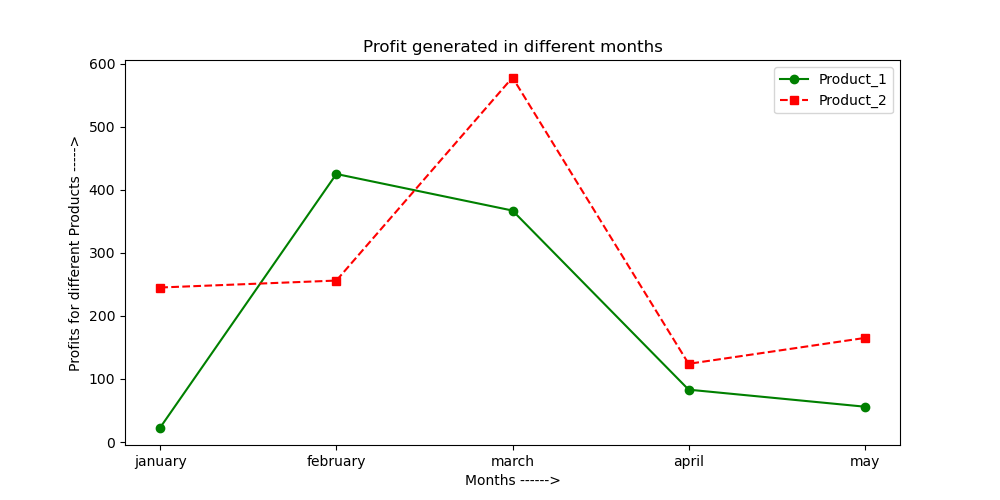 Profit generated in different months
Product_1
Product_2
Profits for different Products ----->
600
500
400
300
200
100
0
january february march april may
Months ------>